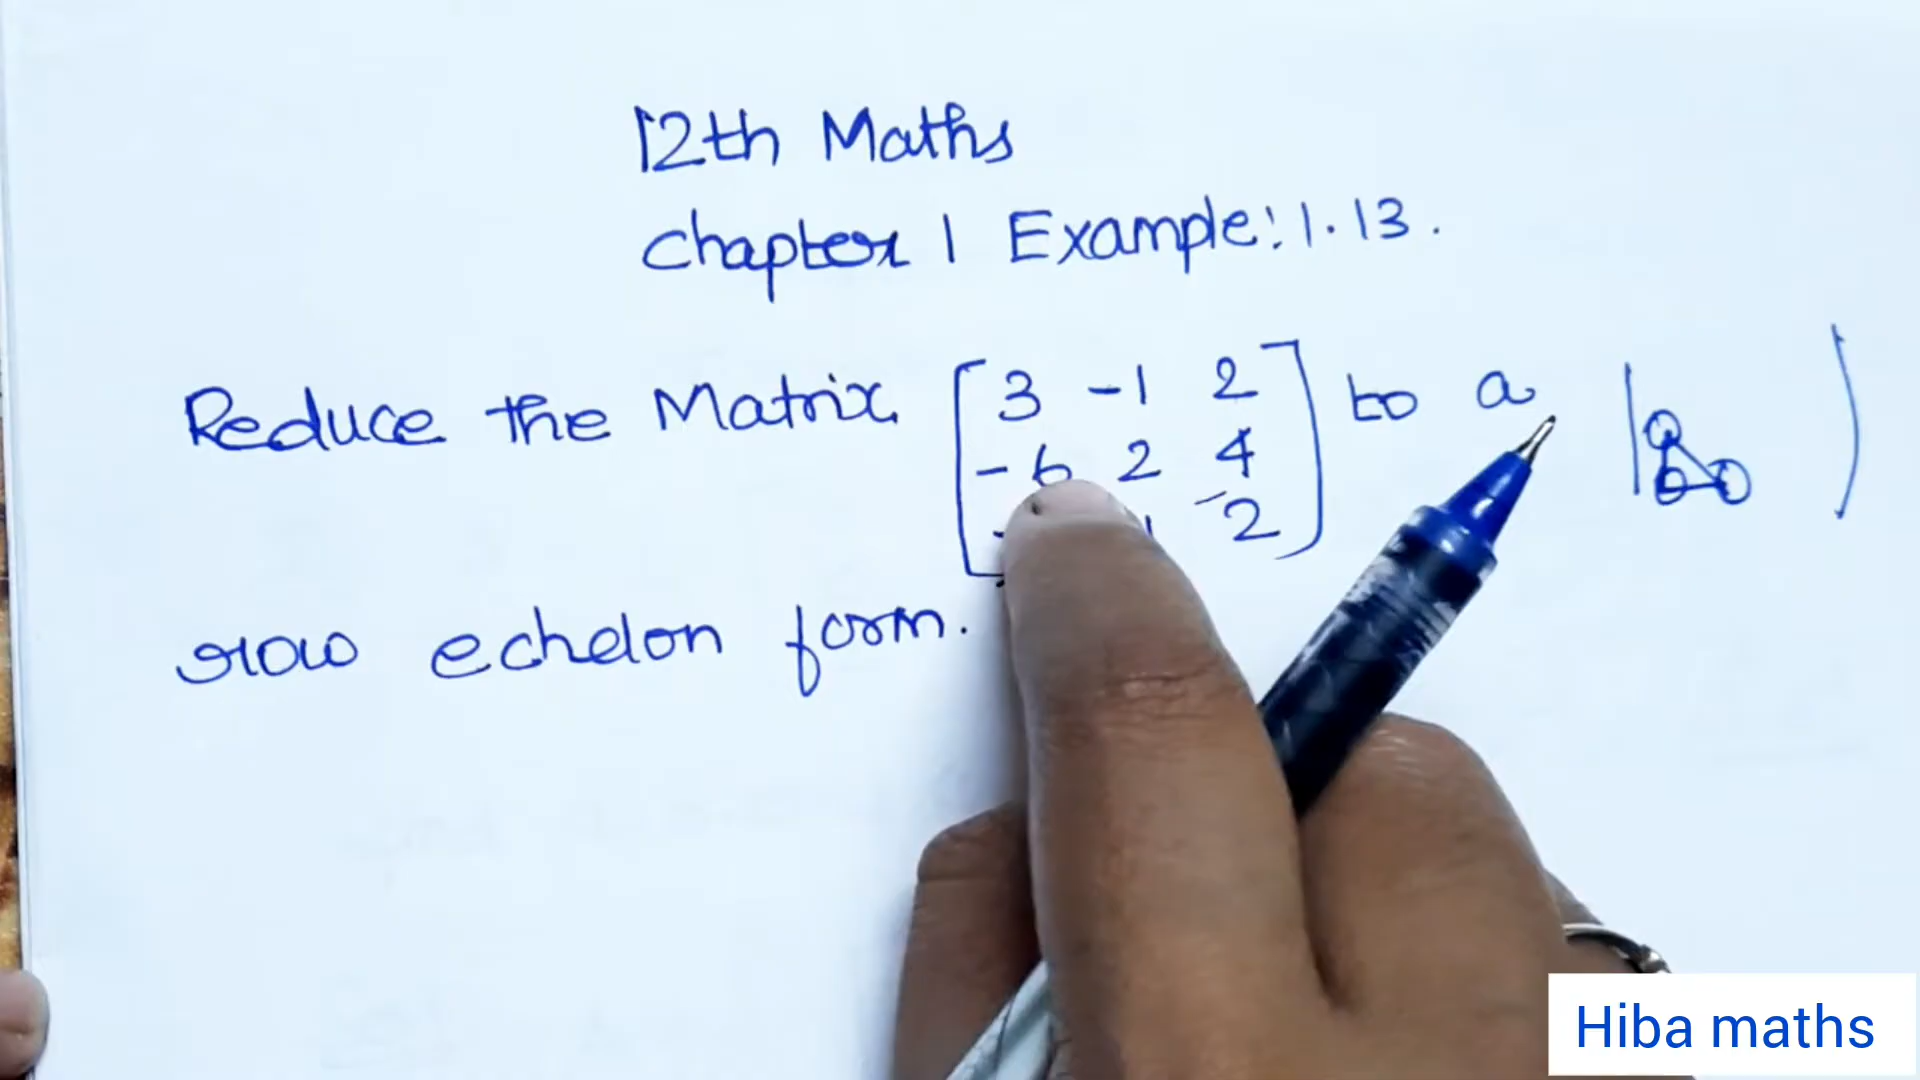 12th Maths
Chapter 1 Example: 1.13.
Reduce the Matrix [3 -1 2] to a
-6 2 4
- 1 -2
row echelon form.
Hiba maths